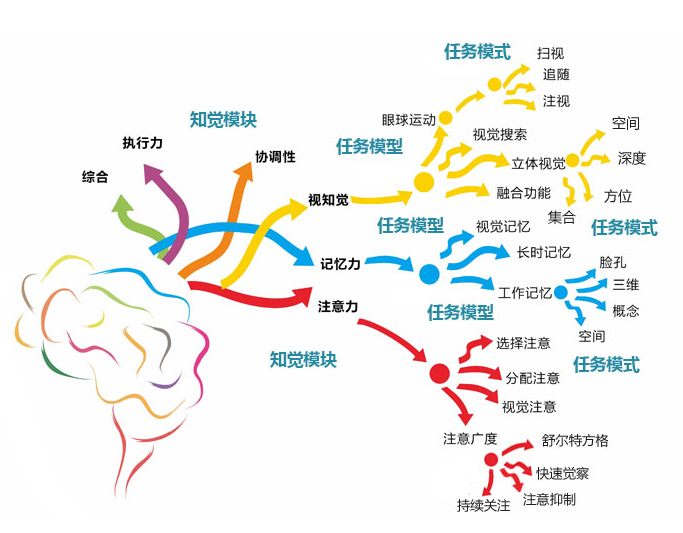 任务模式
扫视
追随
注视
眼球运动
知觉模块
空间
视觉搜索
执行力
任务模型
协调性
立体视觉
深度
综合
视知觉
融合功能
方位
集合
任务模型
视觉记忆
任务模式
长时记忆
记忆力
脸孔
三维
工作记忆
注意力
任务模型
概念
空间
选择注意
知觉模块
任务模式
分配注意
视觉注意
注意广度
舒尔特方格
快速觉察
持续关注
注意抑制